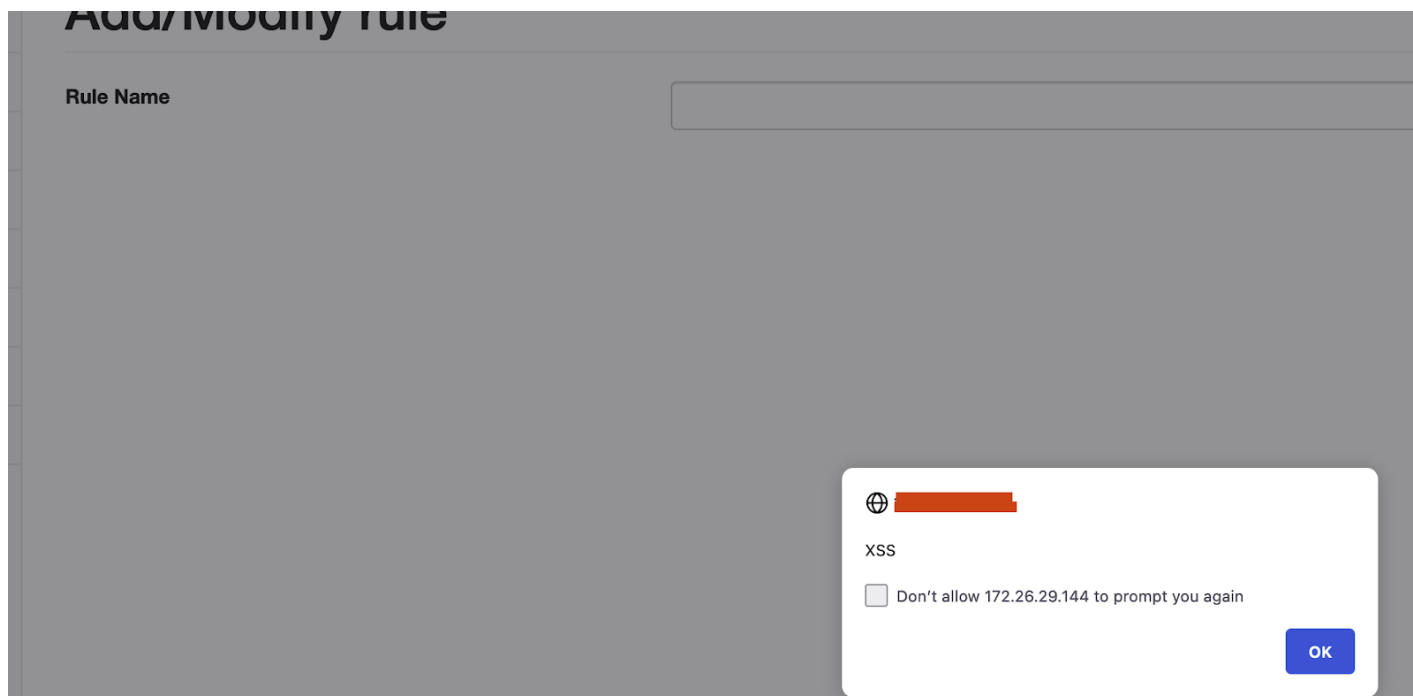 Add/Modify rule
Rule Name
XSS
Don’t allow 172.26.29.144 to prompt you again
OK